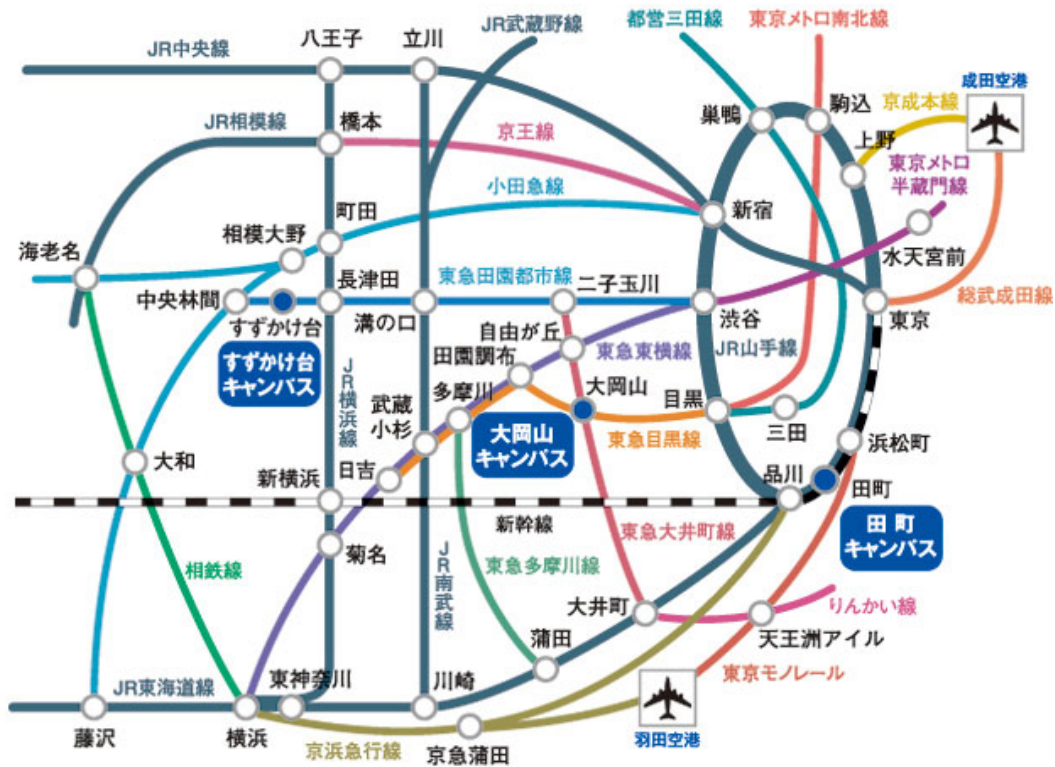 JR中央線
八王子
立川
JR武蔵野線
都営三田線
東京メトロ南北線
成田空港
京成本線
駒込
巣鴨
上野
JR相模線
橋本
京王線
東京メトロ
半蔵門線
小田急線
町田
新宿
相模大野
海老名
水天宮前
長津田
東急田園都市線
二子玉川
中央林間
すずかけ台
溝の口
渋谷
東京
総武成田線
自由が丘
東急東横線
JR山手線
すずかけ台
キャンパス
田園調布
JR横浜線
武蔵
小杉
多摩川
大岡山
目黒
大岡山
キャンパス
東急目黒線
三田
浜松町
大和
新横浜
日吉
品川
田町
新幹線
田町
キャンパス
東急大井町線
菊名
相鉄線
JR南武線
東急多摩川線
大井町
りんかい線
天王洲アイル
蒲田
東京モノレール
JR東海道線
東神奈川
川崎
藤沢
横浜
京浜急行線
京急蒲田
羽田空港